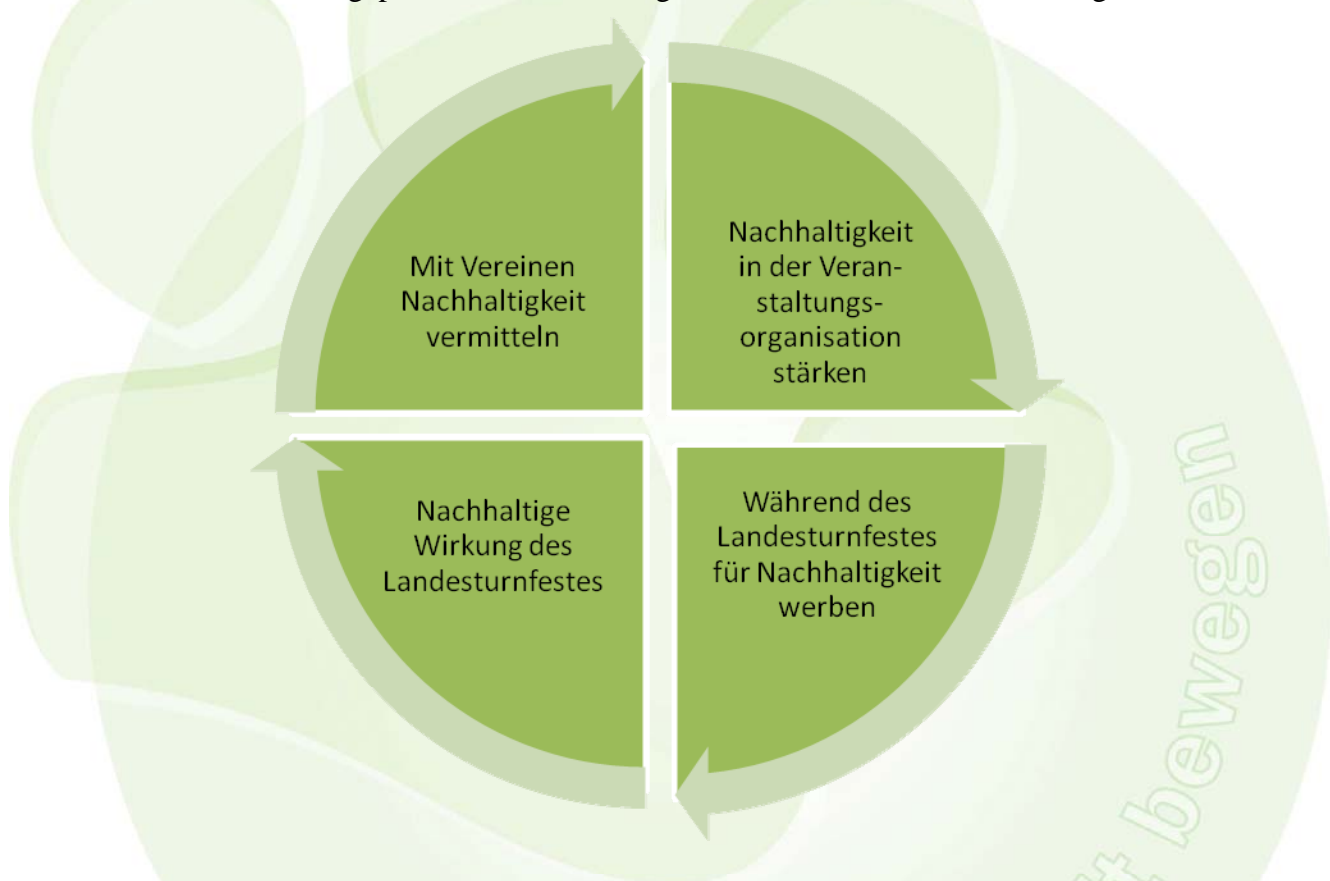 Mit Vereinen
Nachhaltigkeit
vermitteln
Nachhaltigkeit
in der Veran-
staltungs-
organisation
stärken
Nachhaltige
Wirkung des
Landesturnfestes
Während des
Landesturnfestes
für Nachhaltigkeit
werben
bewegen